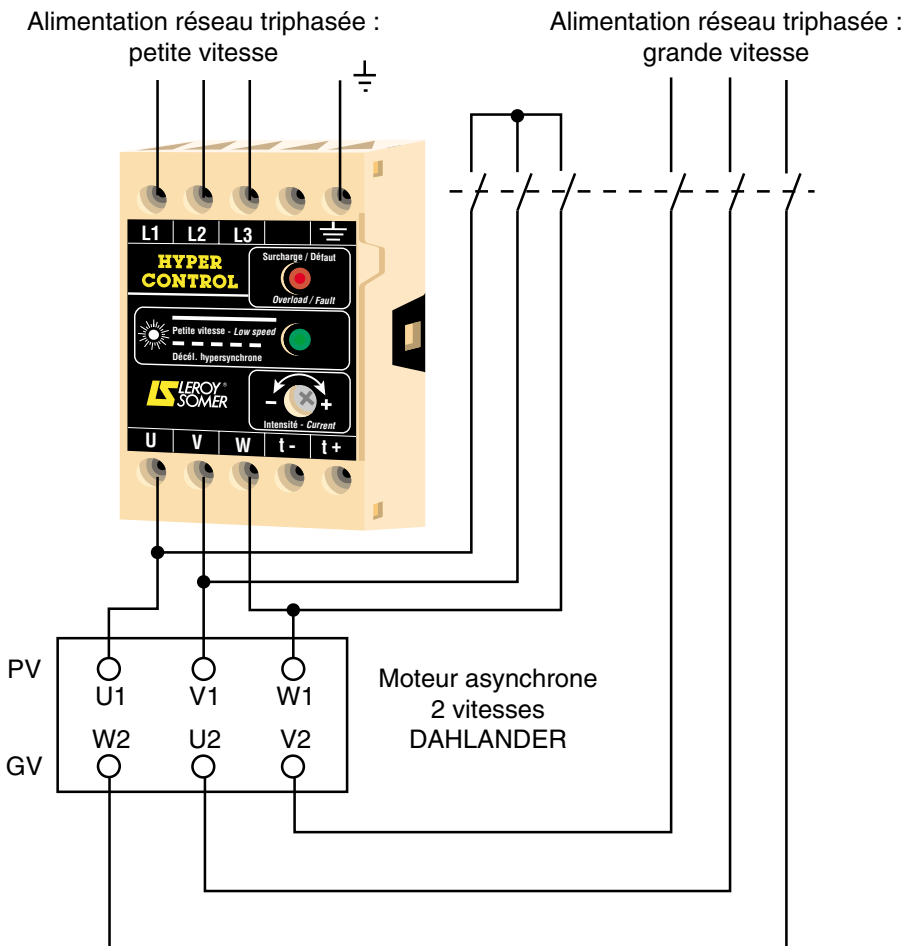 Alimentation réseau triphasée :
petite vitesse
Alimentation réseau triphasée :
grande vitesse
L1 L2 L3
HYPER
CONTROL
Surcharge / Défaut
Overload / Fault
Petite vitesse - Low speed
Décél. hypersynchrone
LS LEROY®
SOMER
- +
Intensité - Current
U V W t - t +
PV
U1 V1 W1
W2 U2 V2
GV
Moteur asynchrone
2 vitesses
DAHLANDER